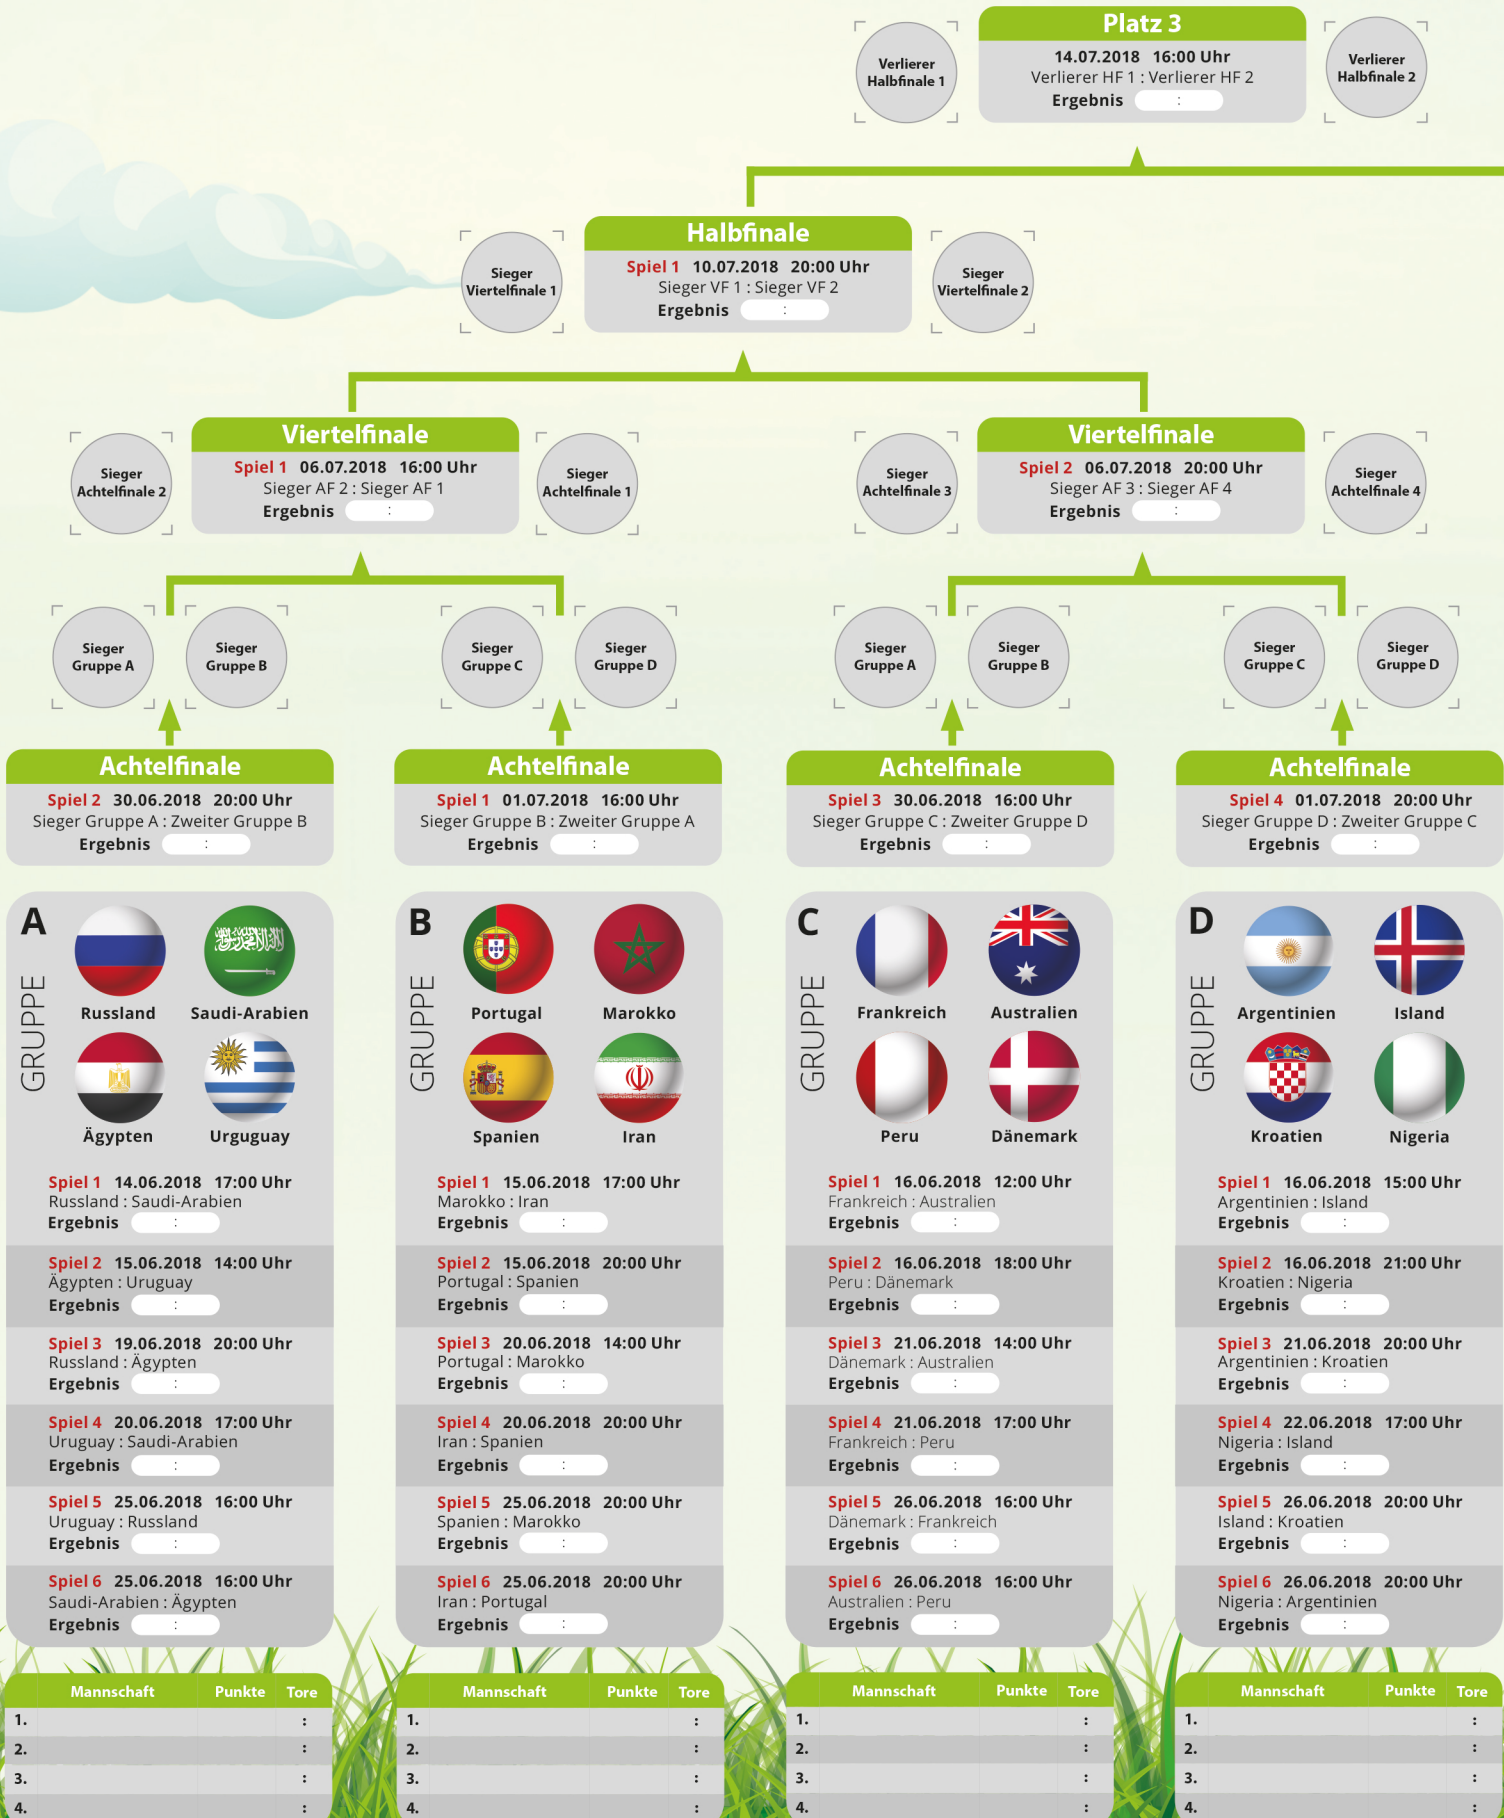 Platz 3
14.07.2018 16:00 Uhr
Verlierer HF 1 : Verlierer HF 2
Ergebnis :
Verlierer
Halbfinale 1
Verlierer
Halbfinale 2
Halbfinale
Spiel 1 10.07.2018 20:00 Uhr
Sieger VF 1 : Sieger VF 2
Ergebnis :
Sieger
Viertelfinale 1
Sieger
Viertelfinale 2
Viertelfinale
Spiel 1 06.07.2018 16:00 Uhr
Sieger AF 2 : Sieger AF 1
Ergebnis :
Sieger
Achtelfinale 2
Sieger
Achtelfinale 1
Viertelfinale
Spiel 2 06.07.2018 20:00 Uhr
Sieger AF 3 : Sieger AF 4
Ergebnis :
Sieger
Achtelfinale 3
Sieger
Achtelfinale 4
Sieger
Gruppe A
Sieger
Gruppe B
Sieger
Gruppe C
Sieger
Gruppe D
Sieger
Gruppe A
Sieger
Gruppe B
Sieger
Gruppe C
Sieger
Gruppe D
Achtelfinale
Spiel 2 30.06.2018 20:00 Uhr
Sieger Gruppe A : Zweiter Gruppe B
Ergebnis :
Achtelfinale
Spiel 1 01.07.2018 16:00 Uhr
Sieger Gruppe B : Zweiter Gruppe A
Ergebnis :
Achtelfinale
Spiel 3 30.06.2018 16:00 Uhr
Sieger Gruppe C : Zweiter Gruppe D
Ergebnis :
Achtelfinale
Spiel 4 01.07.2018 20:00 Uhr
Sieger Gruppe D : Zweiter Gruppe C
Ergebnis :
GRUPPE A
Russland
Saudi-Arabien
Ägypten
Urguguay
Spiel 1 14.06.2018 17:00 Uhr
Russland : Saudi-Arabien
Ergebnis :
Spiel 2 15.06.2018 14:00 Uhr
Ägypten : Uruguay
Ergebnis :
Spiel 3 19.06.2018 20:00 Uhr
Russland : Ägypten
Ergebnis :
Spiel 4 20.06.2018 17:00 Uhr
Uruguay : Saudi-Arabien
Ergebnis :
Spiel 5 25.06.2018 16:00 Uhr
Uruguay : Russland
Ergebnis :
Spiel 6 25.06.2018 16:00 Uhr
Saudi-Arabien : Ägypten
Ergebnis :
Mannschaft Punkte Tore
1. :
2. :
3. :
4. :
GRUPPE B
Portugal
Marokko
Spanien
Iran
Spiel 1 15.06.2018 17:00 Uhr
Marokko : Iran
Ergebnis :
Spiel 2 15.06.2018 20:00 Uhr
Portugal : Spanien
Ergebnis :
Spiel 3 20.06.2018 14:00 Uhr
Portugal : Marokko
Ergebnis :
Spiel 4 20.06.2018 20:00 Uhr
Iran : Spanien
Ergebnis :
Spiel 5 25.06.2018 20:00 Uhr
Spanien : Marokko
Ergebnis :
Spiel 6 25.06.2018 20:00 Uhr
Iran : Portugal
Ergebnis :
Mannschaft Punkte Tore
1. :
2. :
3. :
4. :
GRUPPE C
Frankreich
Australien
Peru
Dänemark
Spiel 1 16.06.2018 12:00 Uhr
Frankreich : Australien
Ergebnis :
Spiel 2 16.06.2018 18:00 Uhr
Peru : Dänemark
Ergebnis :
Spiel 3 21.06.2018 14:00 Uhr
Dänemark : Australien
Ergebnis :
Spiel 4 21.06.2018 17:00 Uhr
Frankreich : Peru
Ergebnis :
Spiel 5 26.06.2018 16:00 Uhr
Dänemark : Frankreich
Ergebnis :
Spiel 6 26.06.2018 16:00 Uhr
Australien : Peru
Ergebnis :
Mannschaft Punkte Tore
1. :
2. :
3. :
4. :
GRUPPE D
Argentinien
Island
Kroatien
Nigeria
Spiel 1 16.06.2018 15:00 Uhr
Argentinien : Island
Ergebnis :
Spiel 2 16.06.2018 21:00 Uhr
Kroatien : Nigeria
Ergebnis :
Spiel 3 21.06.2018 20:00 Uhr
Argentinien : Kroatien
Ergebnis :
Spiel 4 22.06.2018 17:00 Uhr
Nigeria : Island
Ergebnis :
Spiel 5 26.06.2018 20:00 Uhr
Island : Kroatien
Ergebnis :
Spiel 6 26.06.2018 20:00 Uhr
Nigeria : Argentinien
Ergebnis :
Mannschaft Punkte Tore
1. :
2. :
3. :
4. :